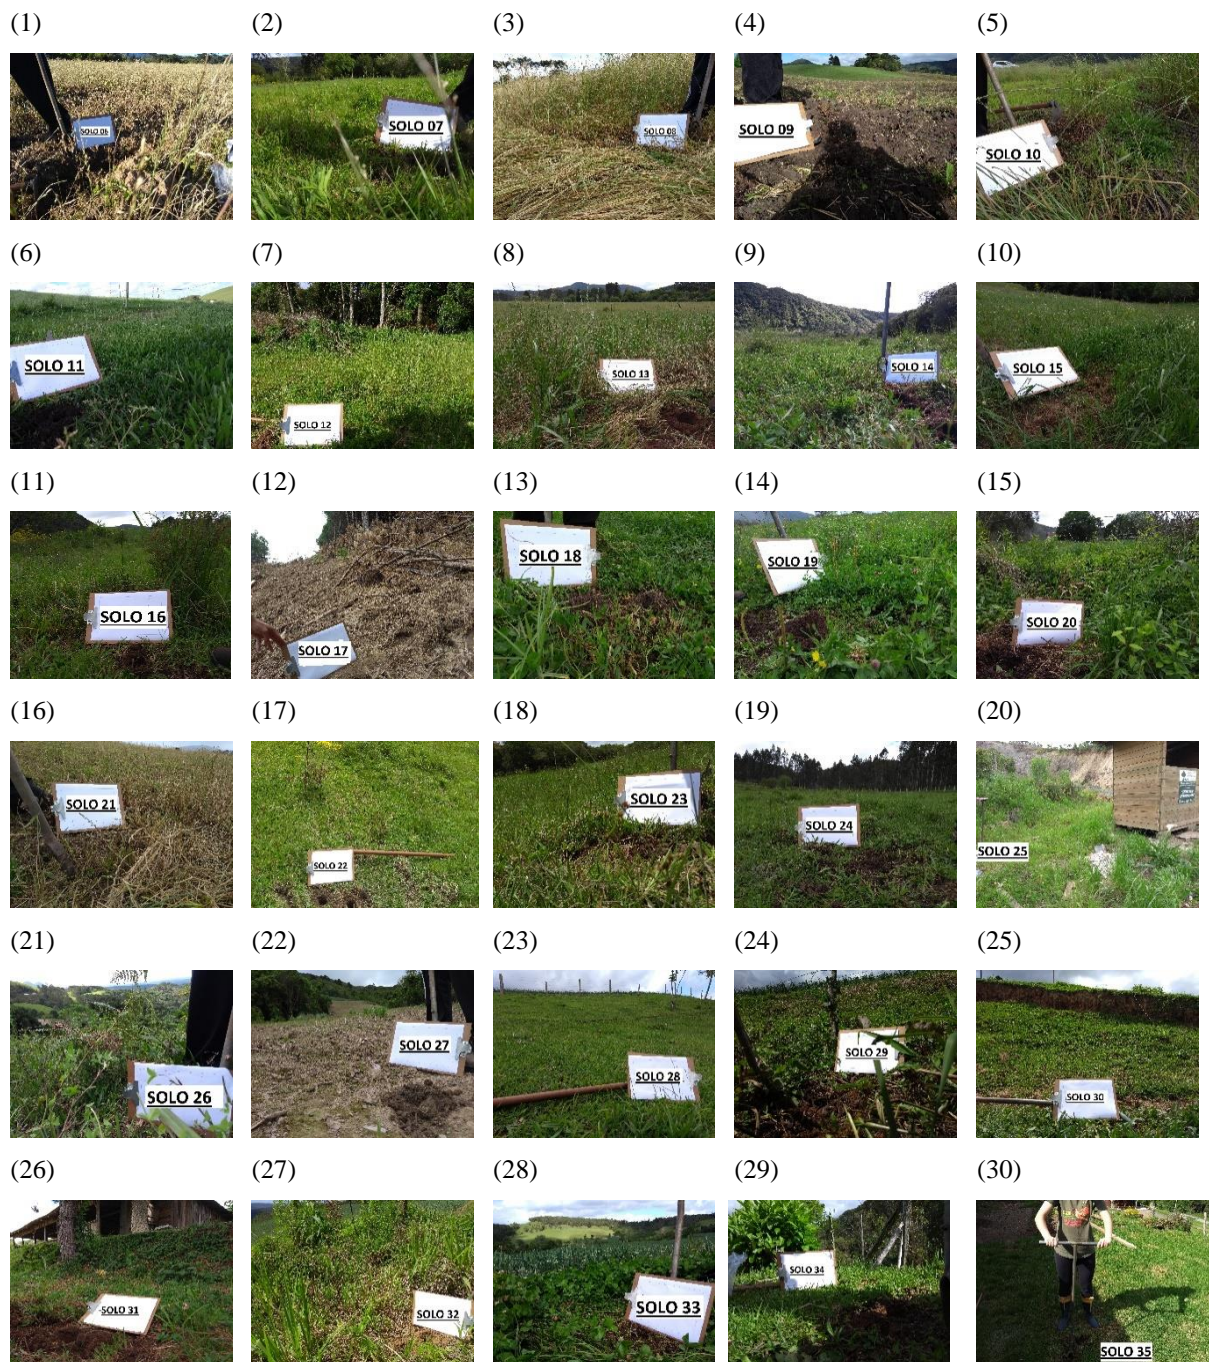 (1) (2) (3) (4) (5)
SOLO 06 SOLO 07 SOLO 08 SOLO 09 SOLO 10
(6) (7) (8) (9) (10)
SOLO 11 SOLO 12 SOLO 13 SOLO 14 SOLO 15
(11) (12) (13) (14) (15)
SOLO 16 SOLO 17 SOLO 18 SOLO 19 SOLO 20
(16) (17) (18) (19) (20)
SOLO 21 SOLO 22 SOLO 23 SOLO 24 SOLO 25
(21) (22) (23) (24) (25)
SOLO 26 SOLO 27 SOLO 28 SOLO 29 SOLO 30
(26) (27) (28) (29) (30)
SOLO 31 SOLO 32 SOLO 33 SOLO 34 SOLO 35